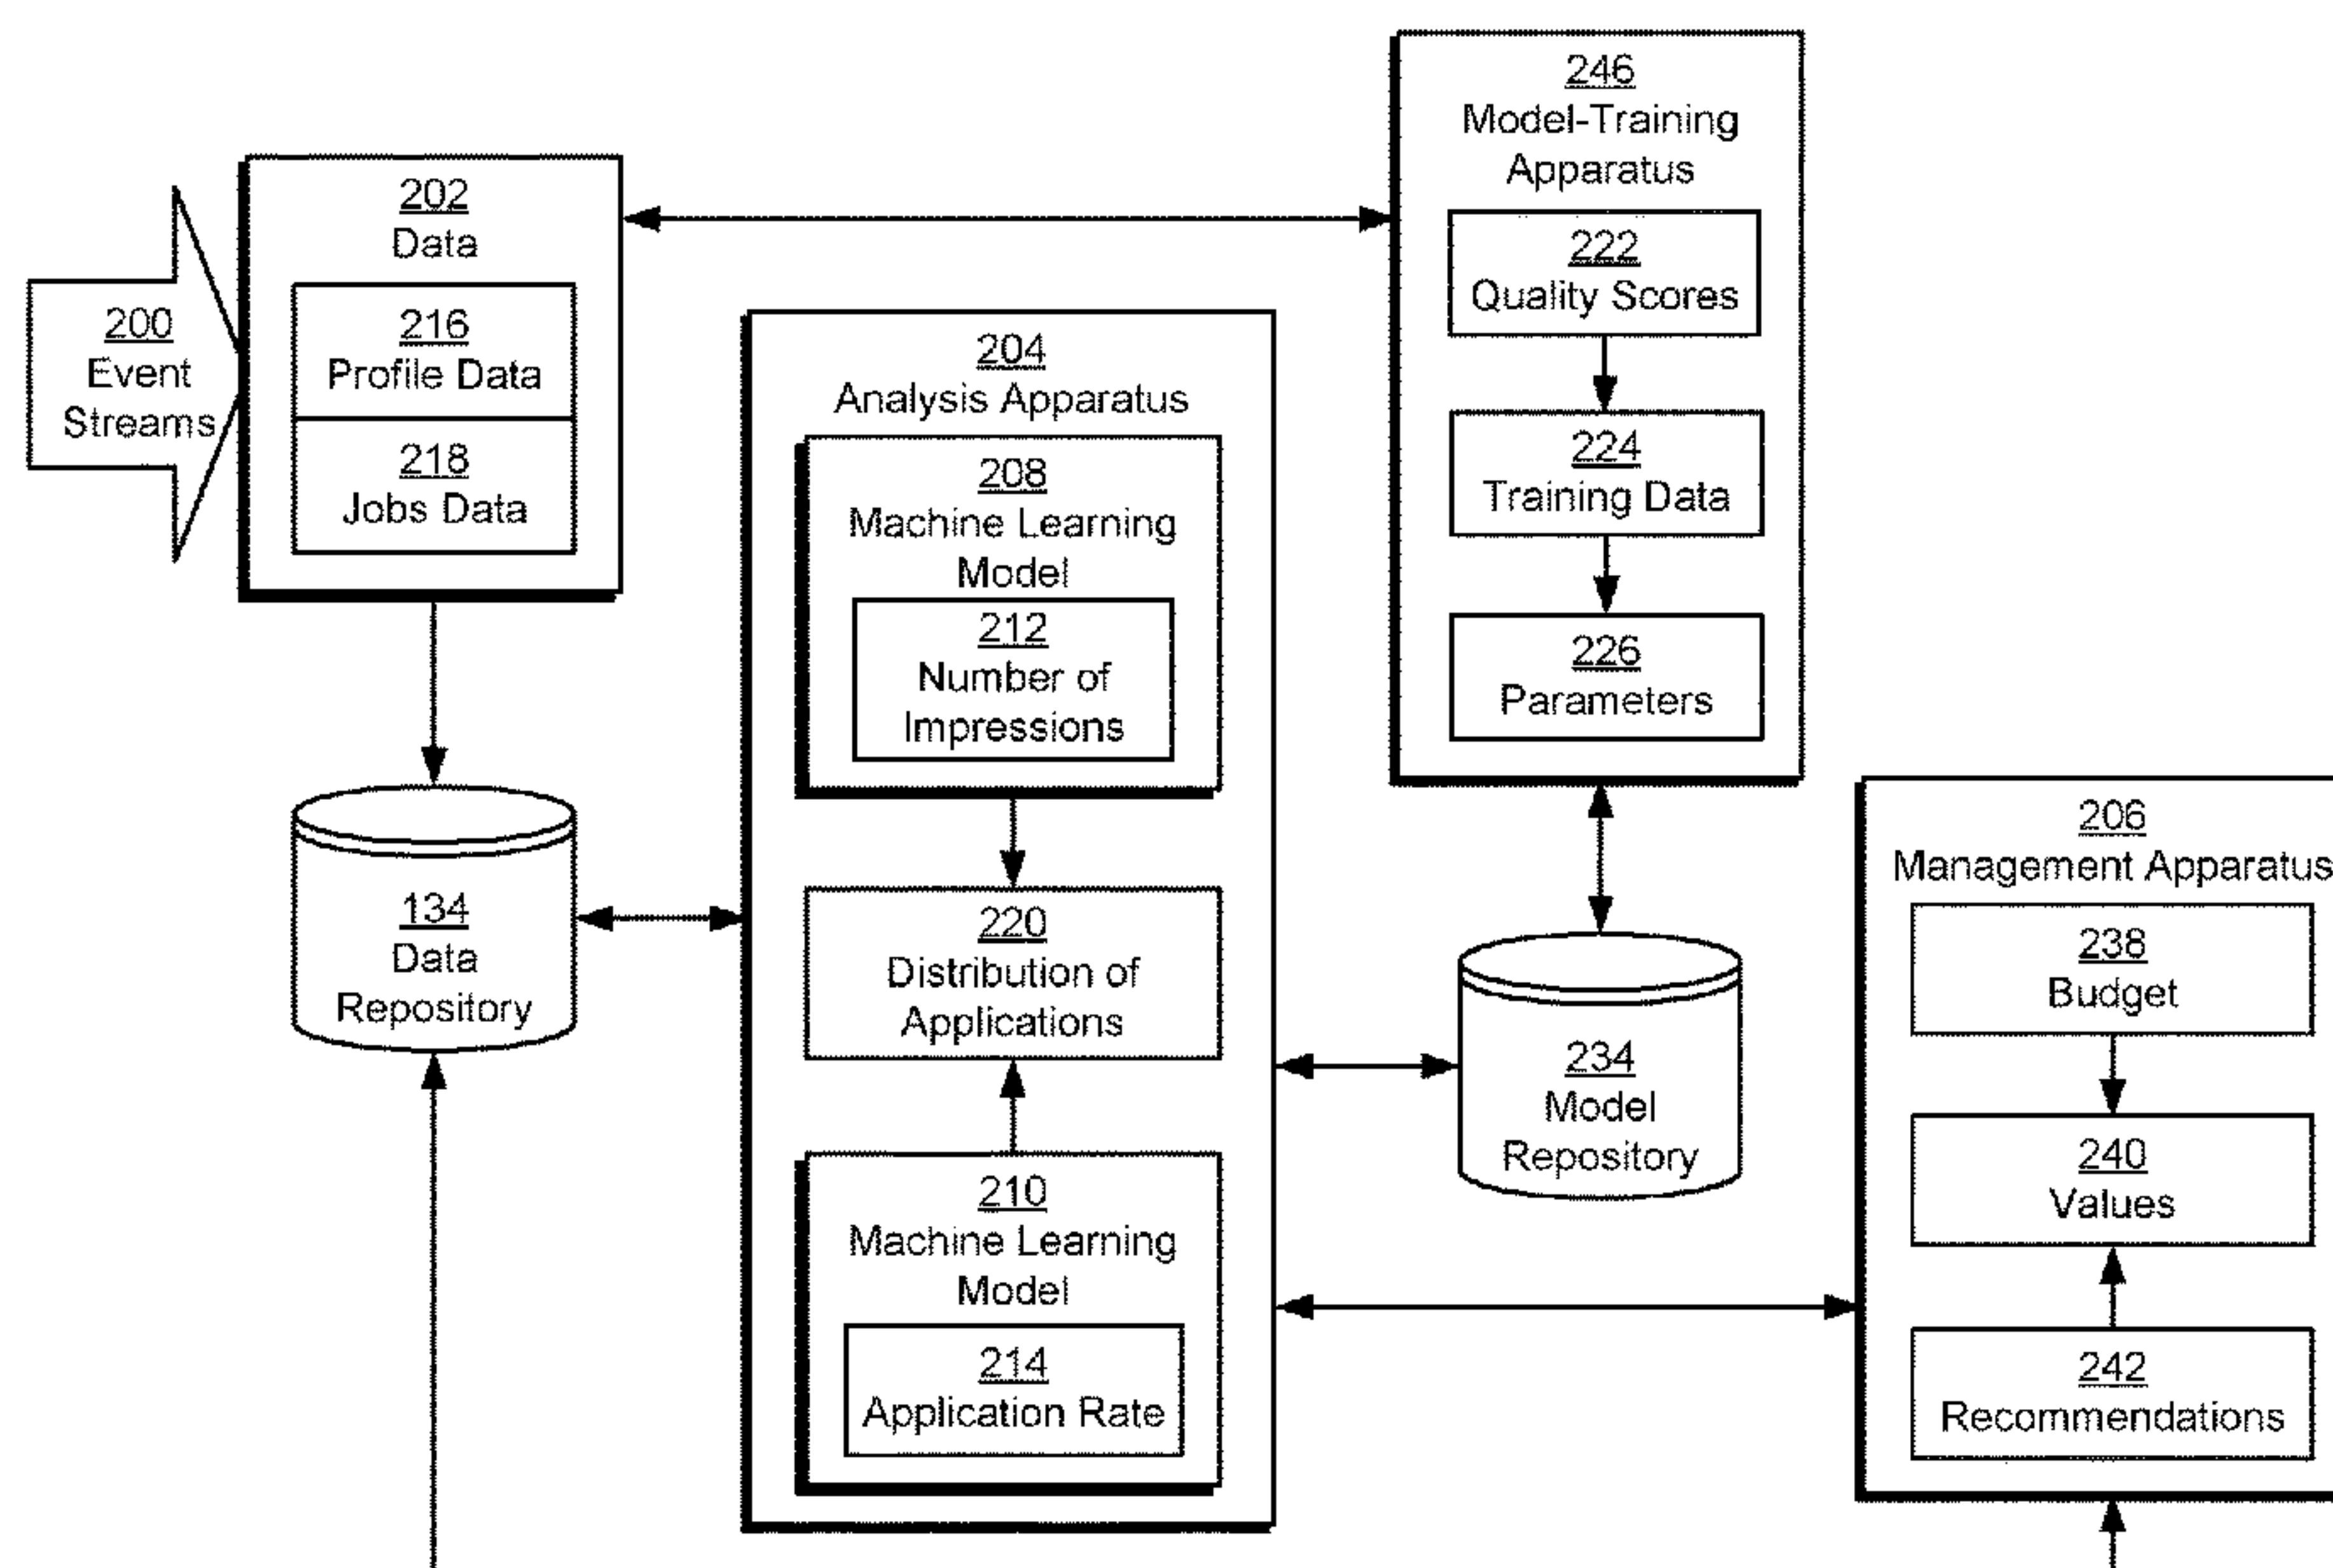 200
Event
Streams
202
Data
216
Profile Data
218
Jobs Data
134
Data
Repository
204
Analysis Apparatus
208
Machine Learning
Model
212
Number of
Impressions
220
Distribution of
Applications
210
Machine Learning
Model
214
Application Rate
246
Model-Training
Apparatus
222
Quality Scores
224
Training Data
226
Parameters
234
Model
Repository
206
Management Apparatus
238
Budget
240
Values
242
Recommendations